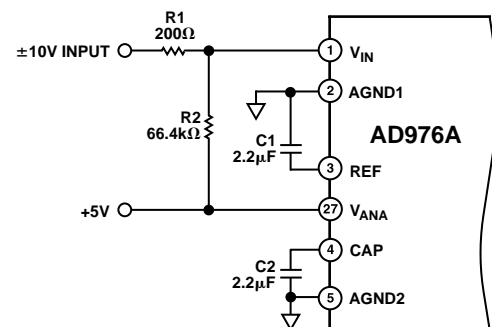 R1
200Ω
±10V INPUT
1
V_IN
2
AGND1
R2
66.4kΩ
C1
2.2μF
AD976A
3
REF
+5V
27
V_ANA
4
CAP
C2
2.2μF
5
AGND2